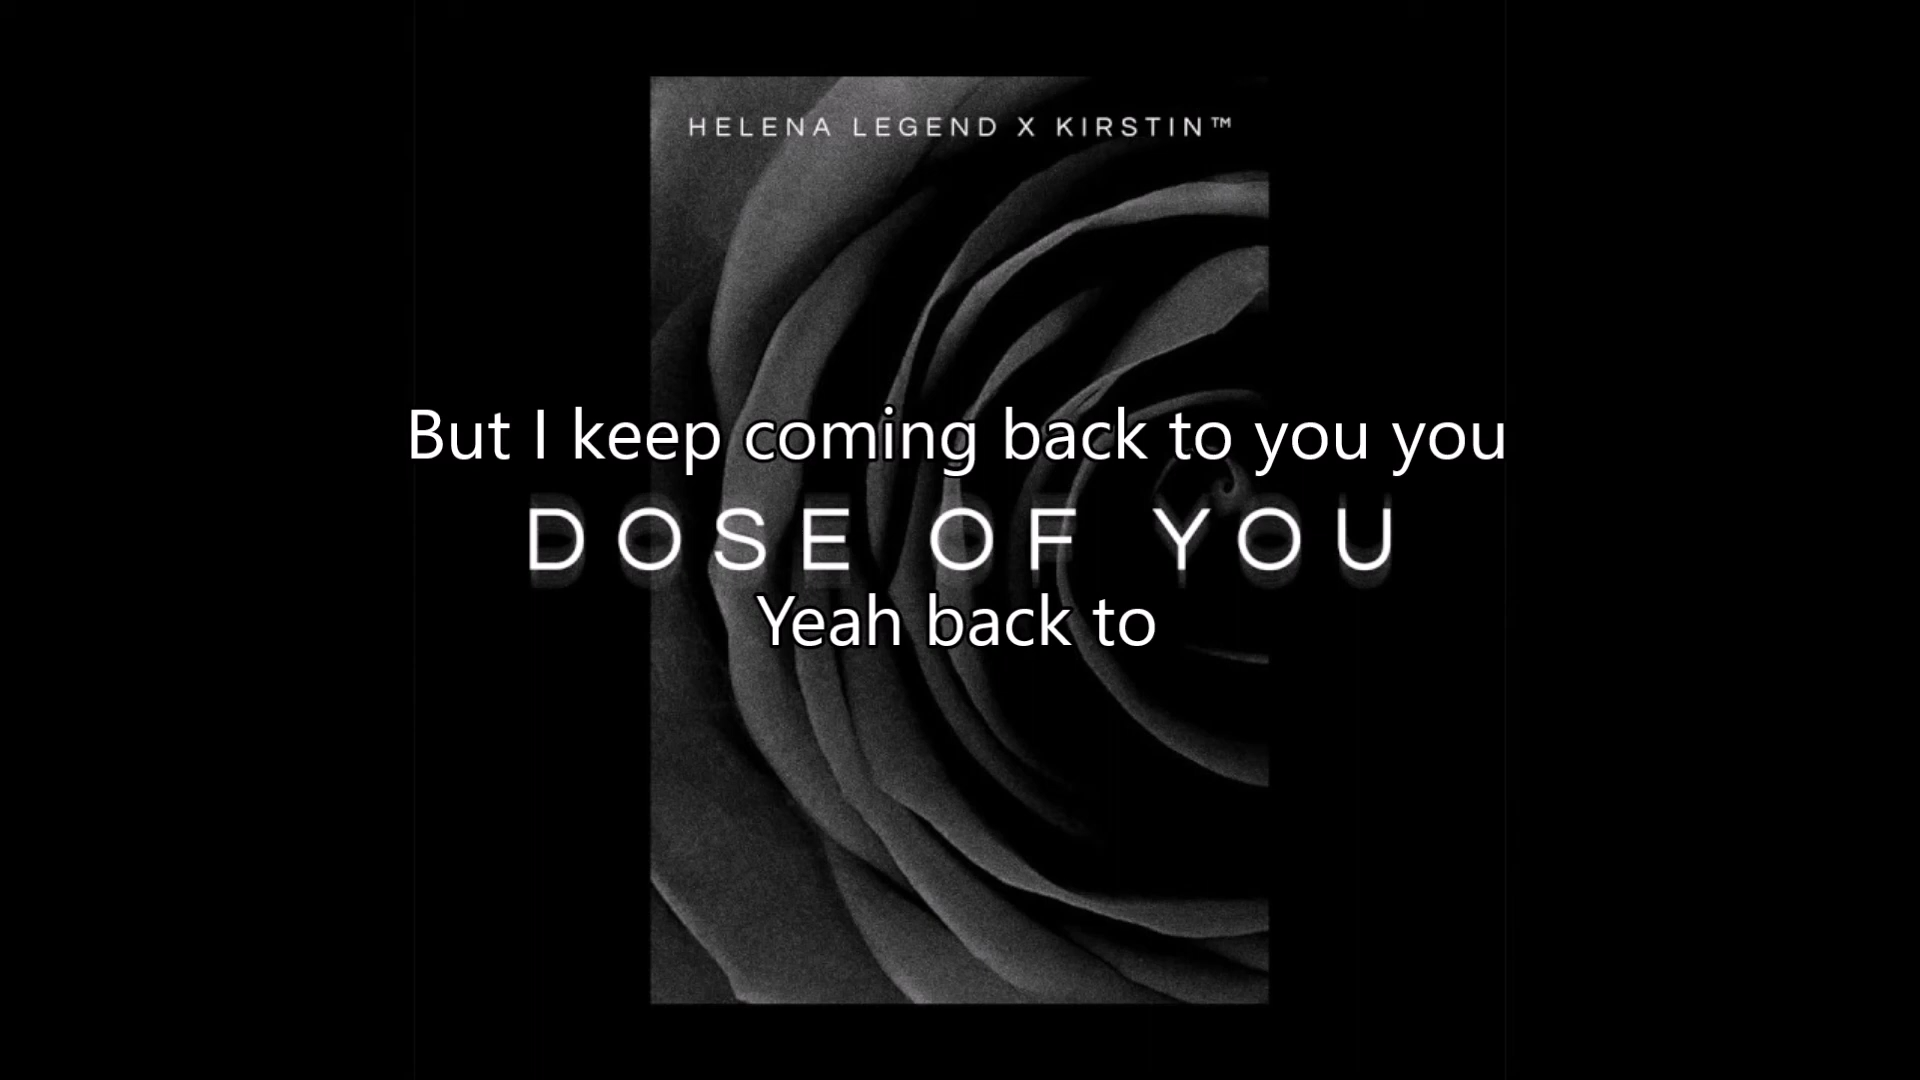 HELENA LEGEND X KIRSTIN™
But I keep coming back to you you
DOSE OF YOU
Yeah back to